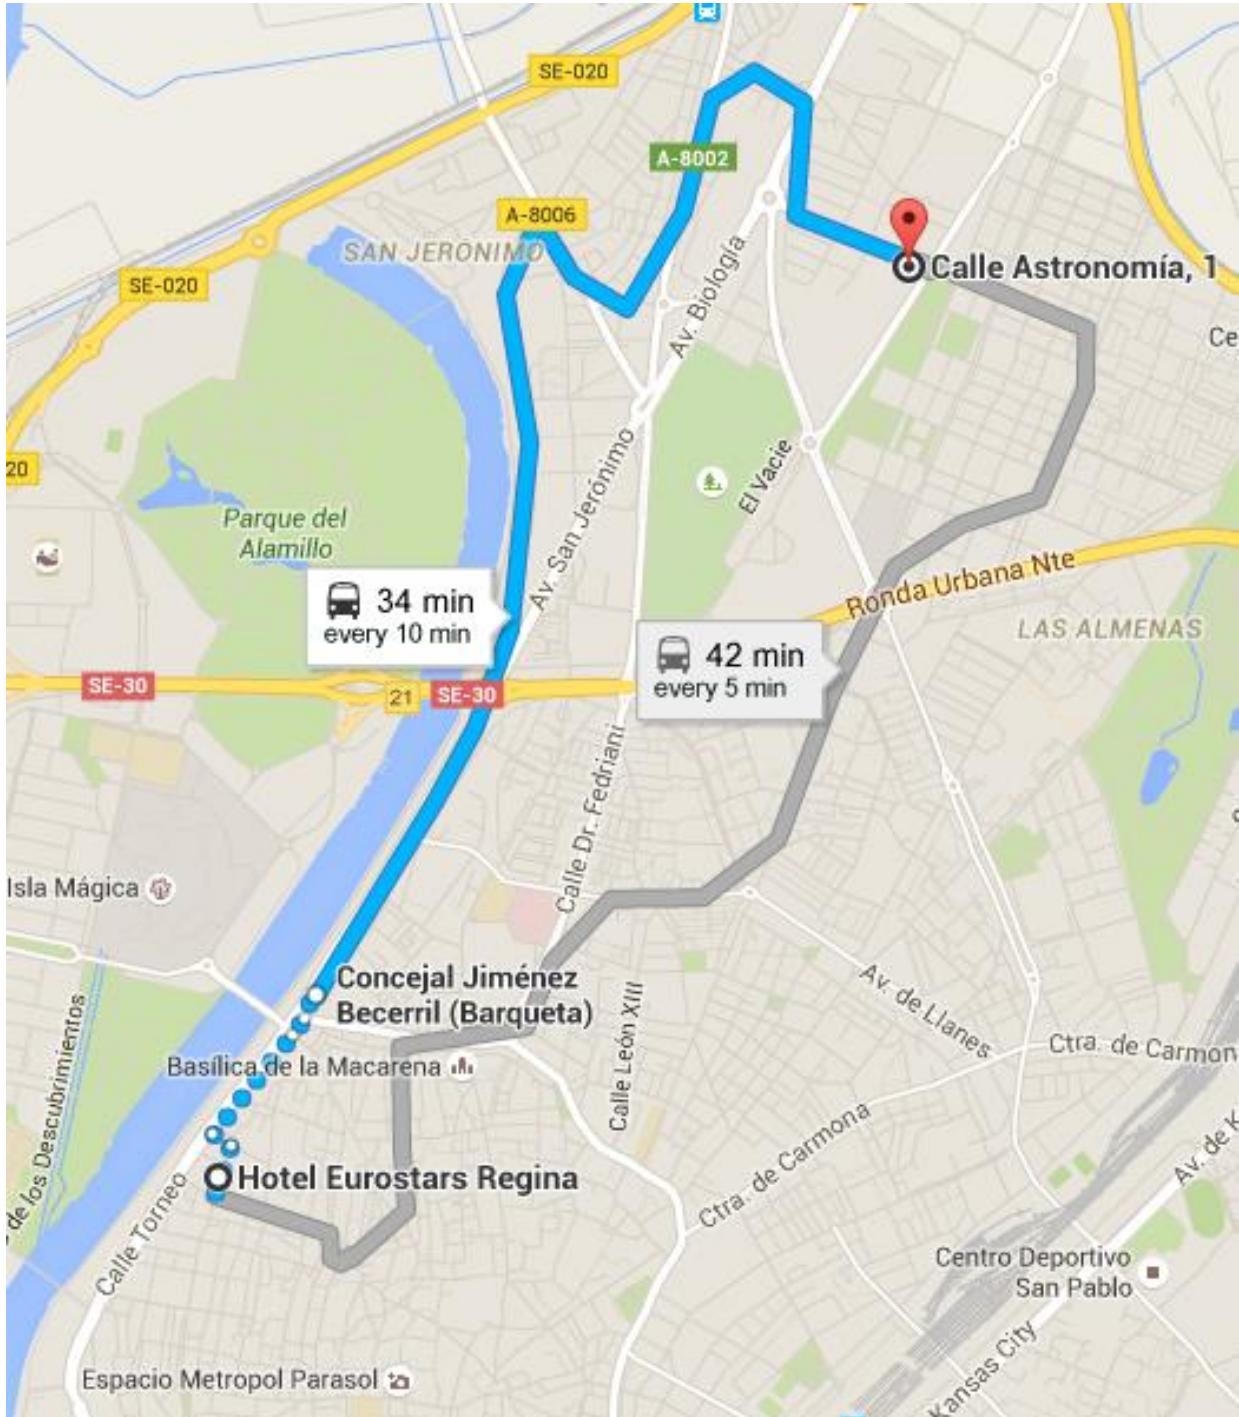 SE-020
A-8002
A-8006
SAN JERÓNIMO
SE-020
Av. Biología
Calle Astronomía, 1
Ce
20
Parque del
Alamillo
Av. San Jerónimo
El Vacie
34 min
every 10 min
Ronda Urbana Nte
LAS ALMENAS
42 min
every 5 min
SE-30
21
SE-30
Calle Dr. Fedriani
Isla Mágica
Concejal Jiménez
Becerril (Barqueta)
Av. de Llanes
Calle León XIII
Ctra. de Carmon
Basílica de la Macarena
de los Descubrimientos
Hotel Eurostars Regina
Ctra. de Carmona
Av. de K
Calle Torneo
Centro Deportivo
San Pablo
Kansas City
Espacio Metropol Parasol